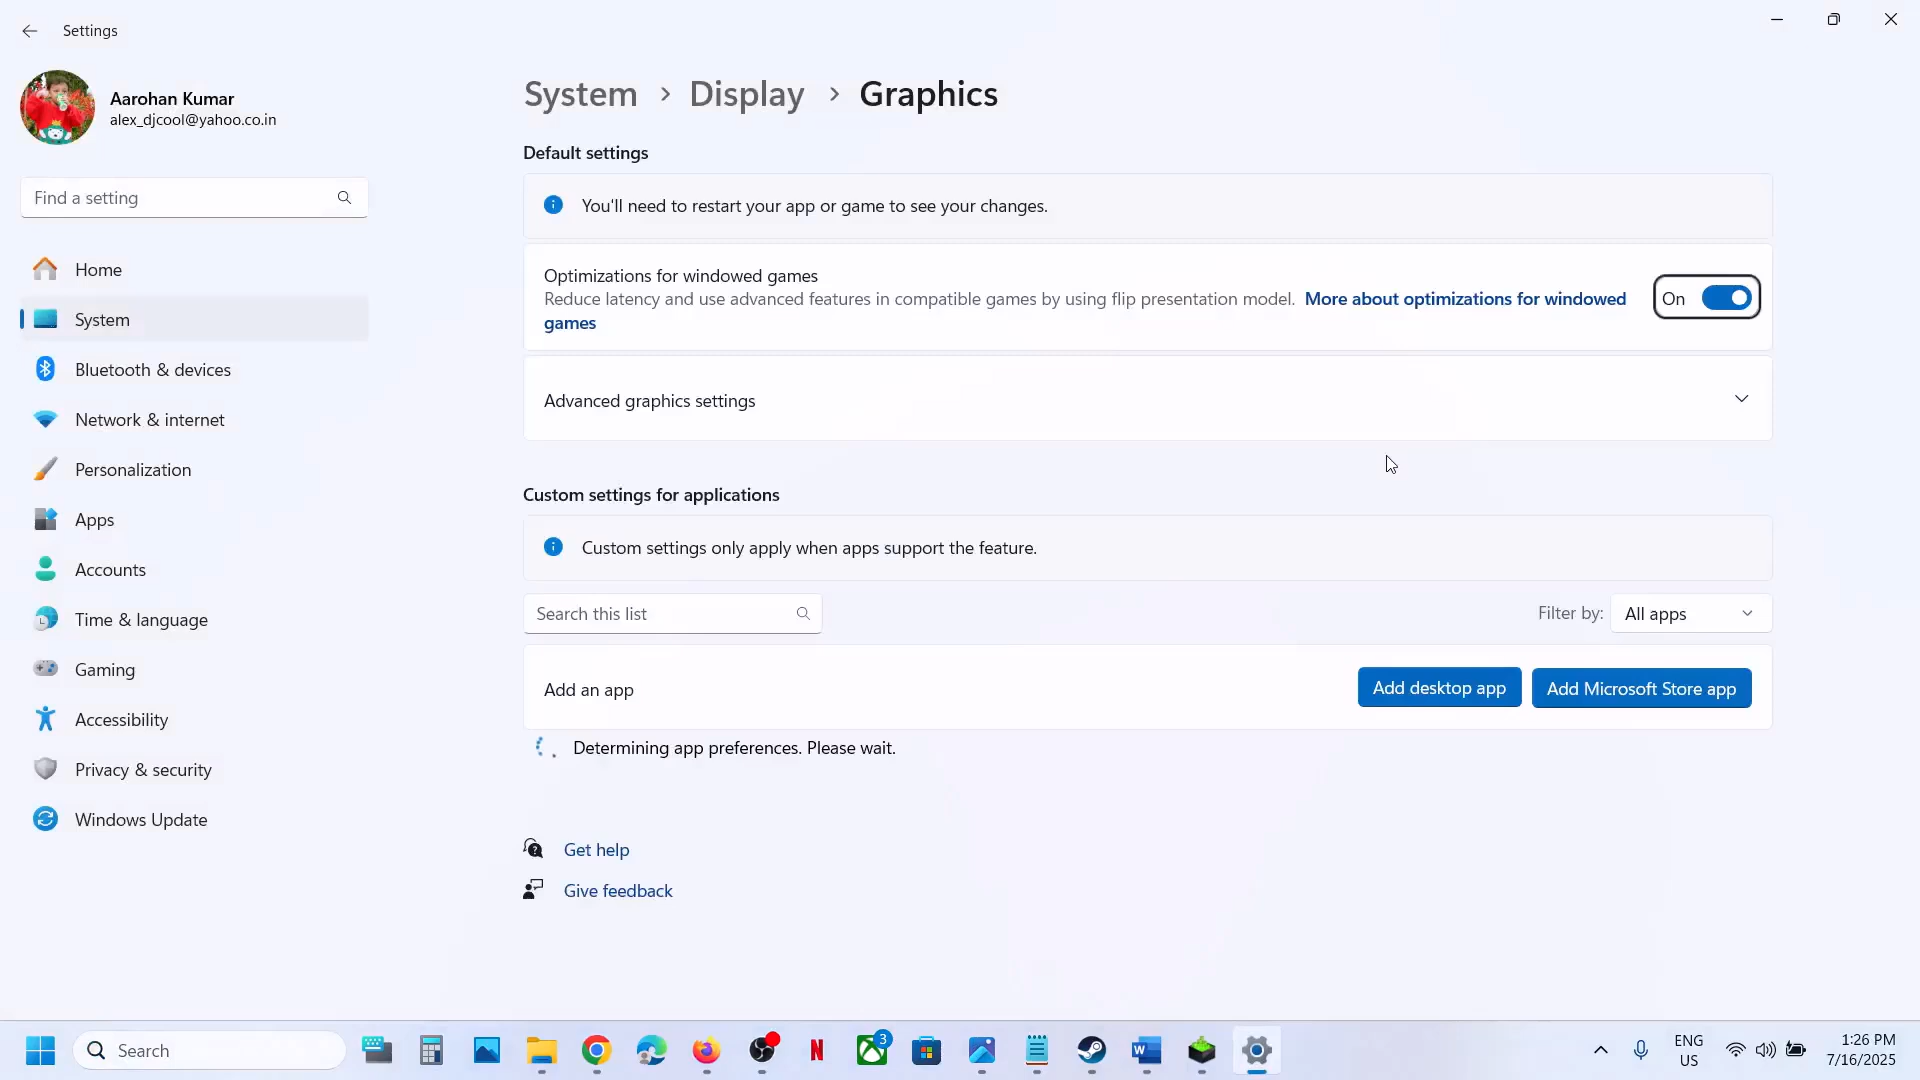 Settings
Aarohan Kumar
alex_djcool@yahoo.co.in
Find a setting
Home
System
Bluetooth & devices
Network & internet
Personalization
Apps
Accounts
Time & language
Gaming
Accessibility
Privacy & security
Windows Update
System > Display > Graphics
Default settings
You'll need to restart your app or game to see your changes.
Optimizations for windowed games
Reduce latency and use advanced features in compatible games by using flip presentation model. More about optimizations for windowed
games
On
Advanced graphics settings
Custom settings for applications
Custom settings only apply when apps support the feature.
Search this list
Filter by: All apps
Add an app
Add desktop app
Add Microsoft Store app
Determining app preferences. Please wait.
Get help
Give feedback
Search
3
ENG
US
1:26 PM
7/16/2025